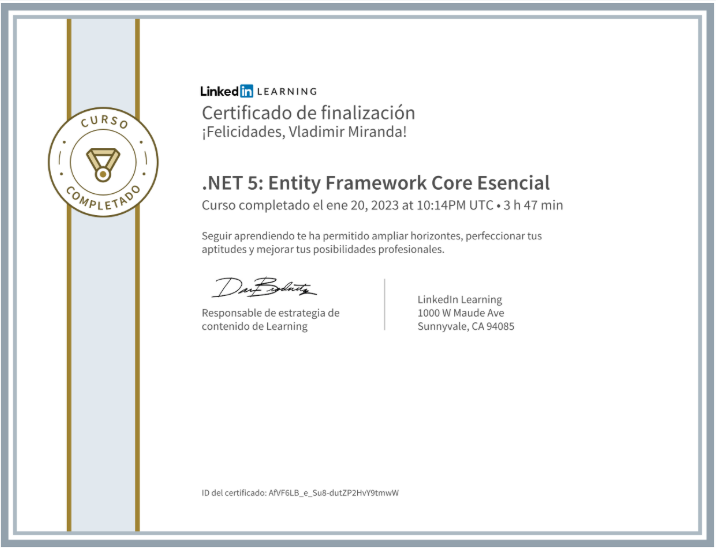 CURSO
COMPLETADO
Linkedin LEARNING
Certificado de finalización
¡Felicidades, Vladimir Miranda!
.NET 5: Entity Framework Core Esencial
Curso completado el ene 20, 2023 at 10:14PM UTC • 3 h 47 min
Seguir aprendiendo te ha permitido ampliar horizontes, perfeccionar tus
aptitudes y mejorar tus posibilidades profesionales.
Responsable de estrategia de
contenido de Learning
LinkedIn Learning
1000 W Maude Ave
Sunnyvale, CA 94085
ID del certificado: AfVF6LB_e_Su8-dutZP2HvY9tmwW